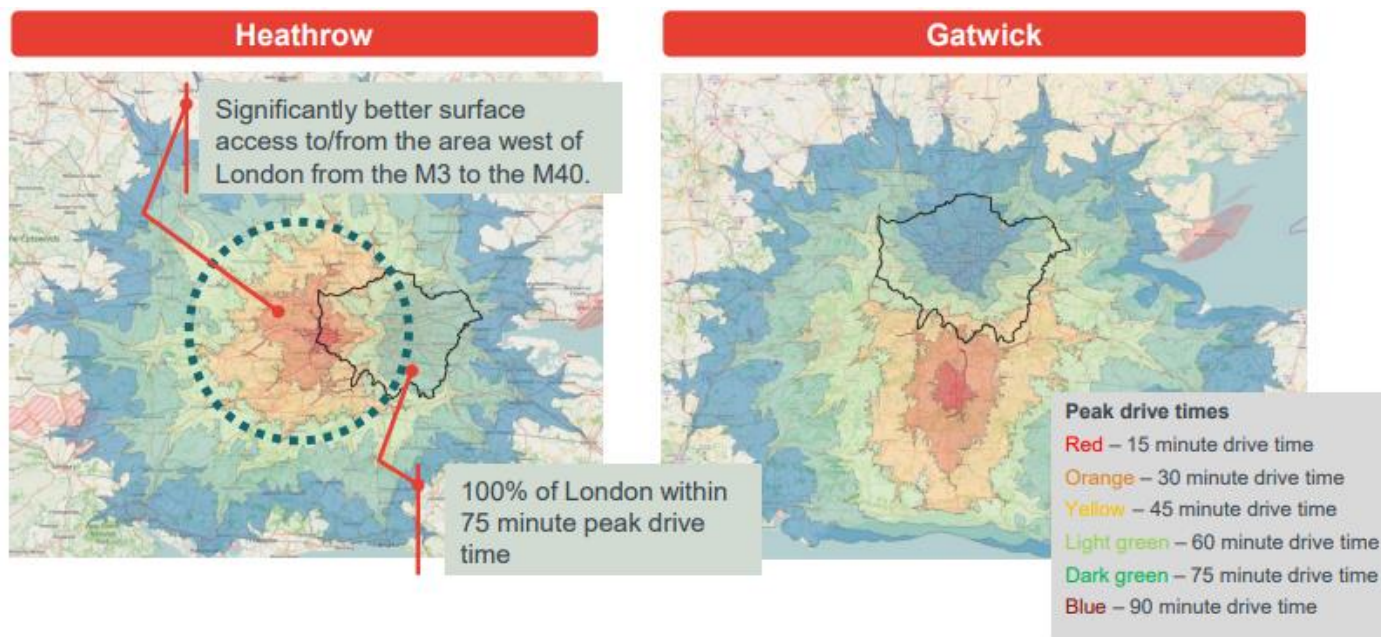 Heathrow
Significantly better surface
access to/from the area west of
London from the M3 to the M40.
100% of London within
75 minute peak drive
time
Gatwick
Peak drive times
Red – 15 minute drive time
Orange – 30 minute drive time
Yellow – 45 minute drive time
Light green – 60 minute drive time
Dark green – 75 minute drive time
Blue – 90 minute drive time